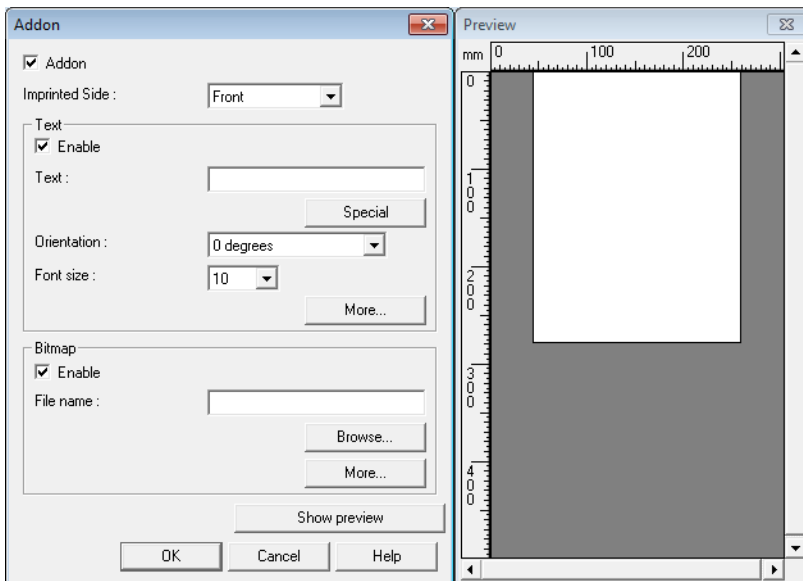 Addon
Addon
Imprinted Side :
Front
Text
Enable
Text :
Special
Orientation :
0 degrees
Font size :
10
More...
Bitmap
Enable
File name :
Browse...
More...
Show preview
OK
Cancel
Help
Preview
mm
0
100
200
0
100
200
300
400